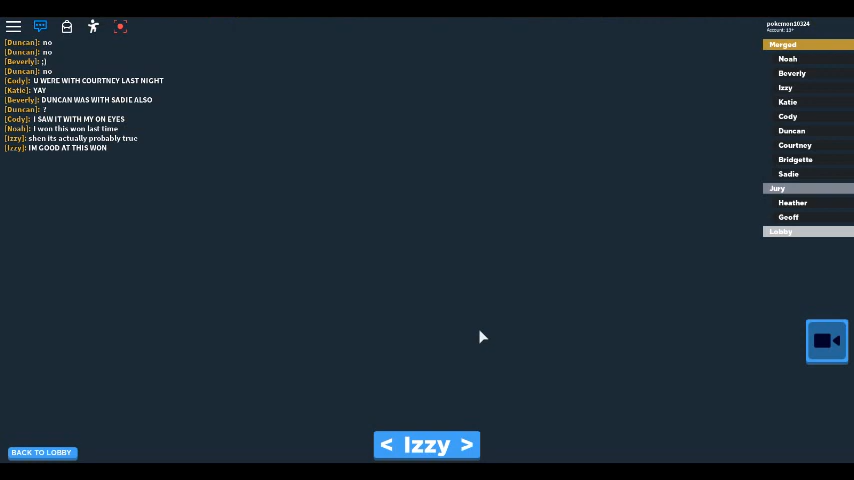 [Duncan]: no
[Duncan]: no
[Beverly]: ;)
[Duncan]: no
[Cody]: U WERE WITH COURTNEY LAST NIGHT
[Katie]: YAY
[Beverly]: DUNCAN WAS WITH SADIE ALSO
[Duncan]: ?
[Cody]: I SAW IT WITH MY ON EYES
[Noah]: I won this won last time
[Izzy]: shen its actually probably true
[Izzy]: IM GOOD AT THIS WON
pokemon10324
Account: 13+
Merged
Noah
Beverly
Izzy
Katie
Cody
Duncan
Courtney
Bridgette
Sadie
Jury
Heather
Geoff
Lobby
< Izzy >
BACK TO LOBBY